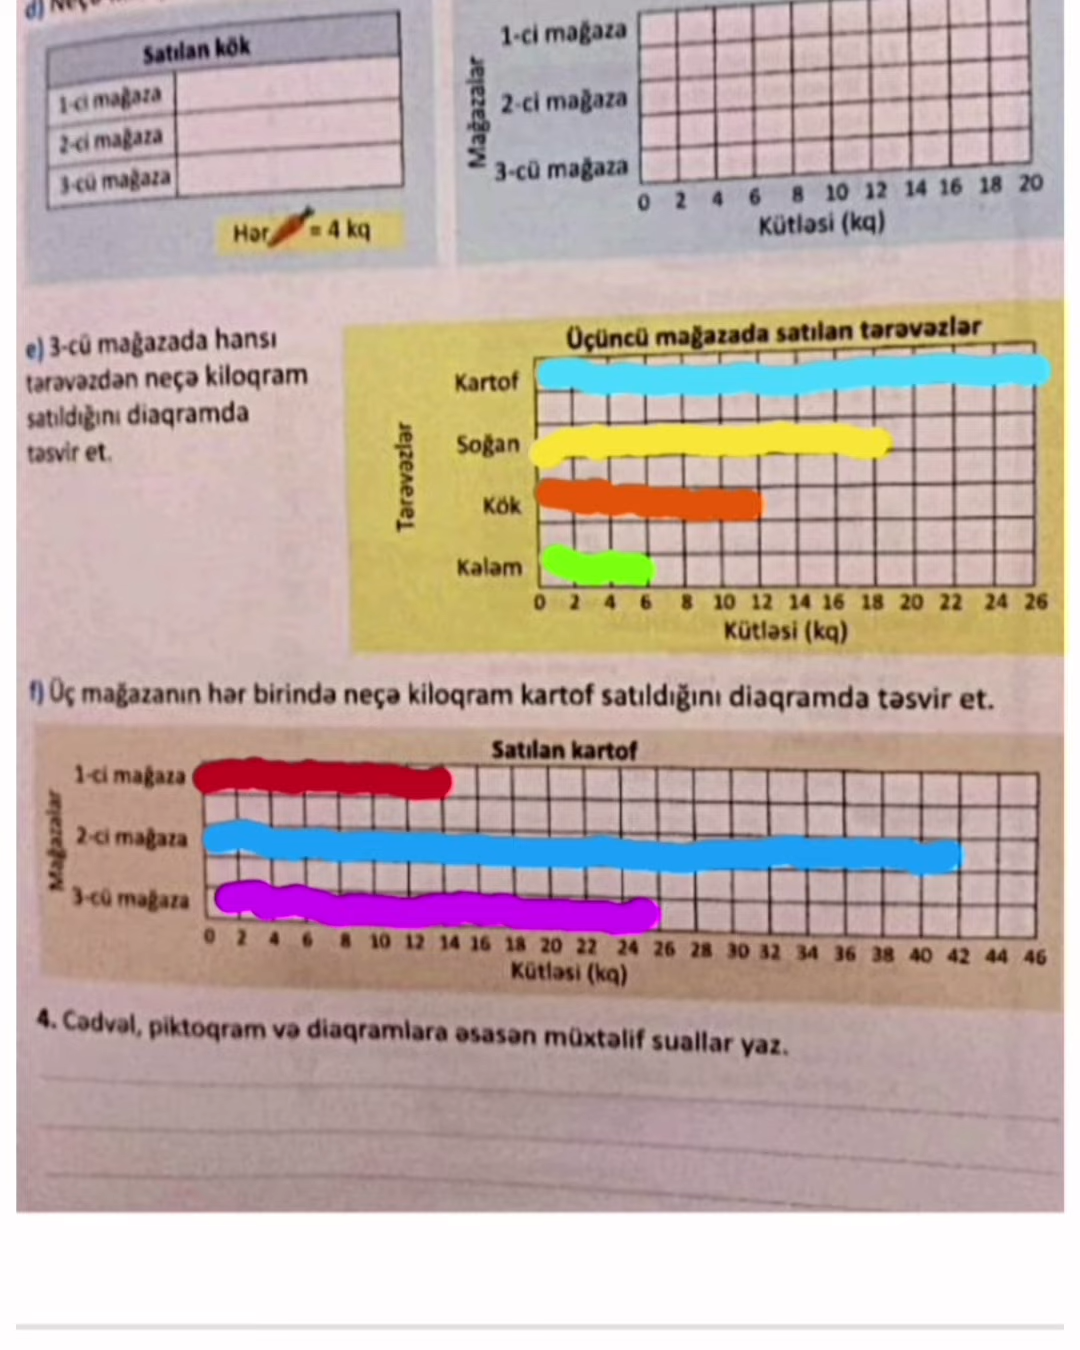 d)
Satılan kök
1-ci mağaza
2-ci mağaza
3-cü mağaza
Hər = 4 kq
Mağazalar
1-ci mağaza
2-ci mağaza
3-cü mağaza
0 2 4 6 8 10 12 14 16 18 20
Kütləsi (kq)
e) 3-cü mağazada hansı
tərəvəzdən neçə kiloqram
satıldığını diaqramda
təsvir et.
Üçüncü mağazada satılan tərəvəzlər
Tərəvəzlər
Kartof
Soğan
Kök
Kələm
0 2 4 6 8 10 12 14 16 18 20 22 24 26
Kütləsi (kq)
f) Üç mağazanın hər birində neçə kiloqram kartof satıldığını diaqramda təsvir et.
Satılan kartof
Mağazalar
1-ci mağaza
2-ci mağaza
3-cü mağaza
0 2 4 6 8 10 12 14 16 18 20 22 24 26 28 30 32 34 36 38 40 42 44 46
Kütləsi (kq)
4. Cədvəl, piktoqram və diaqramlara əsasən müxtəlif suallar yaz.